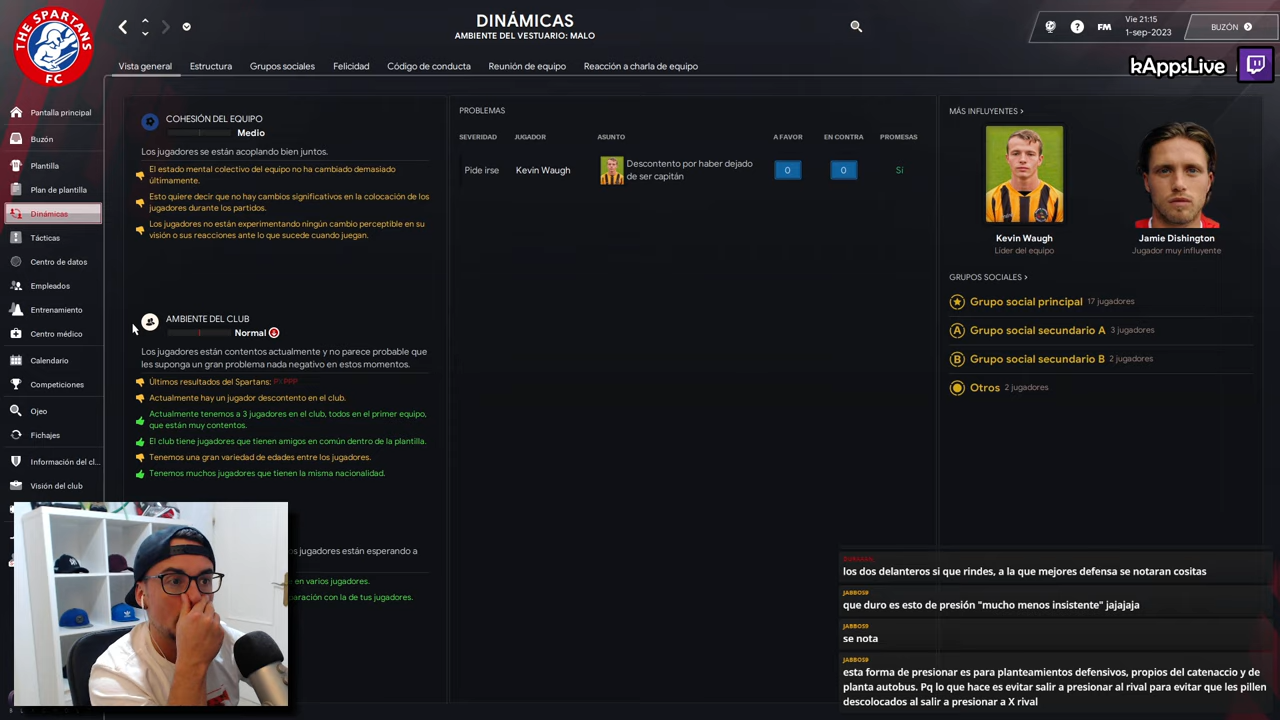 THE SPARTANS
FC
DINÁMICAS
AMBIENTE DEL VESTUARIO: MALO
FM
Vie 21:15
1-sep-2023
BUZÓN
Vista general
Estructura
Grupos sociales
Felicidad
Código de conducta
Reunión de equipo
Reacción a charla de equipo
kAppsLive
Pantalla principal
Buzón
Plantilla
Plan de plantilla
Dinámicas
Tácticas
Centro de datos
Empleados
Entrenamiento
Centro médico
Calendario
Competiciones
Ojeo
Fichajes
Información del cl...
Visión del club
COHESIÓN DEL EQUIPO
Medio
Los jugadores se están acoplando bien juntos.
El estado mental colectivo del equipo no ha cambiado demasiado
últimamente.
Esto quiere decir que no hay cambios significativos en la colocación de los
jugadores durante los partidos.
Los jugadores no están experimentando ningún cambio perceptible en su
visión o sus reacciones ante lo que sucede cuando juegan.
AMBIENTE DEL CLUB
Normal
Los jugadores están contentos actualmente y no parece probable que
les suponga un gran problema nada negativo en estos momentos.
Últimos resultados del Spartans:
Actualmente hay un jugador descontento en el club.
Actualmente tenemos a 3 jugadores en el club, todos en el primer equipo,
que están muy contentos.
El club tiene jugadores que tienen amigos en común dentro de la plantilla.
Tenemos una gran variedad de edades entre los jugadores.
Tenemos muchos jugadores que tienen la misma nacionalidad.
jugadores están esperando a
en varios jugadores.
con la de tus jugadores.
PROBLEMAS
SEVERIDAD JUGADOR ASUNTO A FAVOR EN CONTRA PROMESAS
Pide irse Kevin Waugh Descontento por haber dejado
de ser capitán 0 0 Sí
MÁS INFLUYENTES >
Kevin Waugh
Líder del equipo
Jamie Dishington
Jugador muy influyente
GRUPOS SOCIALES >
Grupo social principal 17 jugadores
A Grupo social secundario A 3 jugadores
B Grupo social secundario B 2 jugadores
Otros 2 jugadores
los dos delanteros si que rindes, a la que mejores defensa se notaran cositas
JABBOS9
que duro es esto de presión "mucho menos insistente" jajajaja
JABBOS9
se nota
JABBOS9
esta forma de presionar es para planteamientos defensivos, propios del catenaccio y de
planta autobus. Pq lo que hace es evitar salir a presionar al rival para evitar que les pillen
descolocados al salir a presionar a X rival